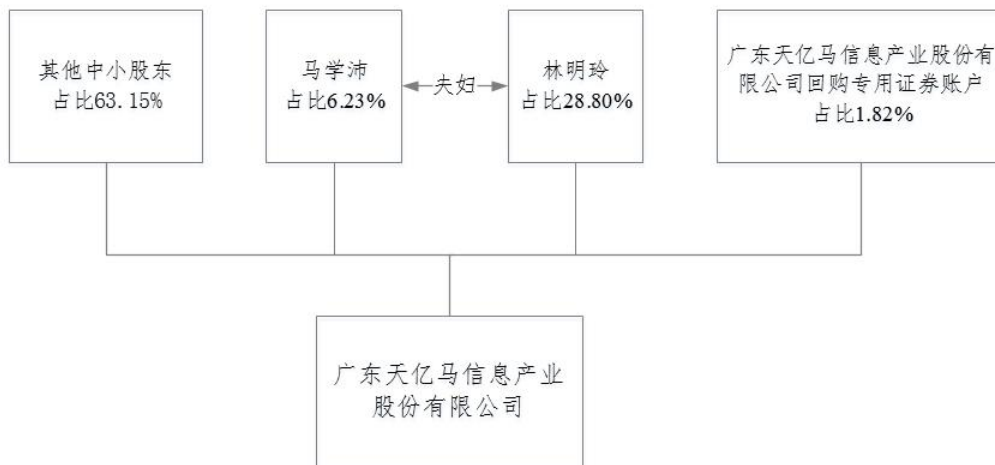 其他中小股东
占比63.15%
马学沛
占比6.23%
夫妇
林明玲
占比28.80%
广东天亿马信息产业股份有
限公司回购专用证券账户
占比1.82%
广东天亿马信息产业
股份有限公司